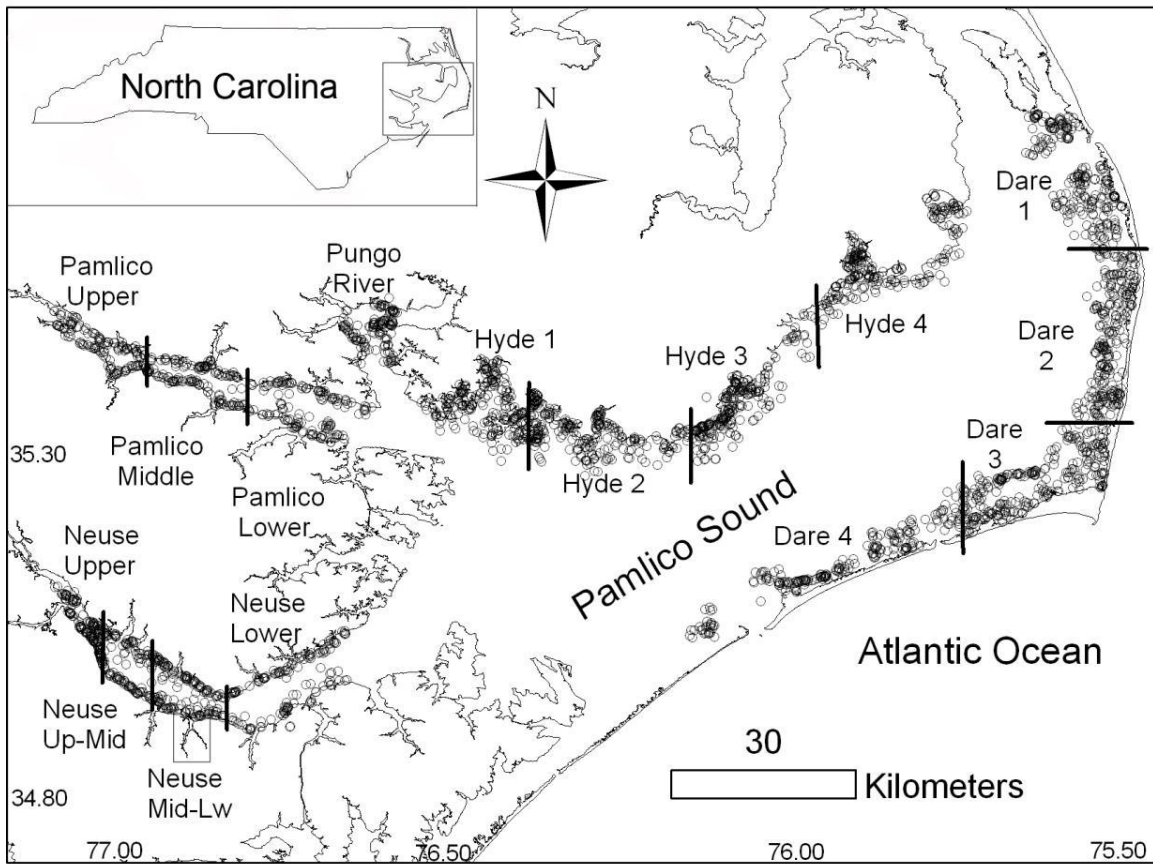 North Carolina
N
Dare
1
Pungo
River
Pamlico
Upper
Hyde 1
Hyde 3
Hyde 4
Dare
2
Pamlico
Middle
Hyde 2
Dare
3
35.30
Pamlico
Lower
Pamlico Sound
Dare 4
Neuse
Upper
Neuse
Lower
Atlantic Ocean
Neuse
Up-Mid
Neuse
Mid-Lw
30
Kilometers
34.80
77.00
76.50
76.00
75.50